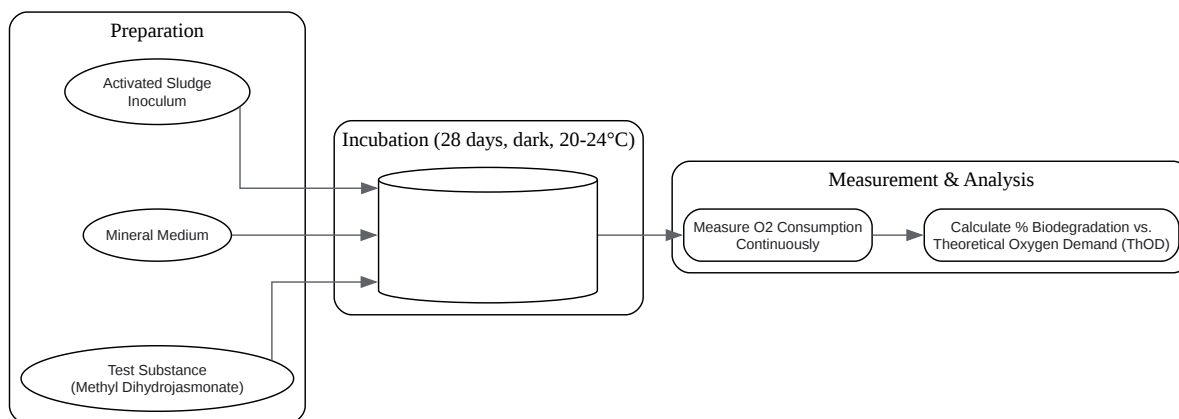 Preparation
Activated Sludge
Inoculum
Mineral Medium
Test Substance
(Methyl Dihydrojasmonate)
Incubation (28 days, dark, 20-24°C)
Measurement & Analysis
Measure O2 Consumption
Continuously
Calculate % Biodegradation vs.
Theoretical Oxygen Demand (ThOD)